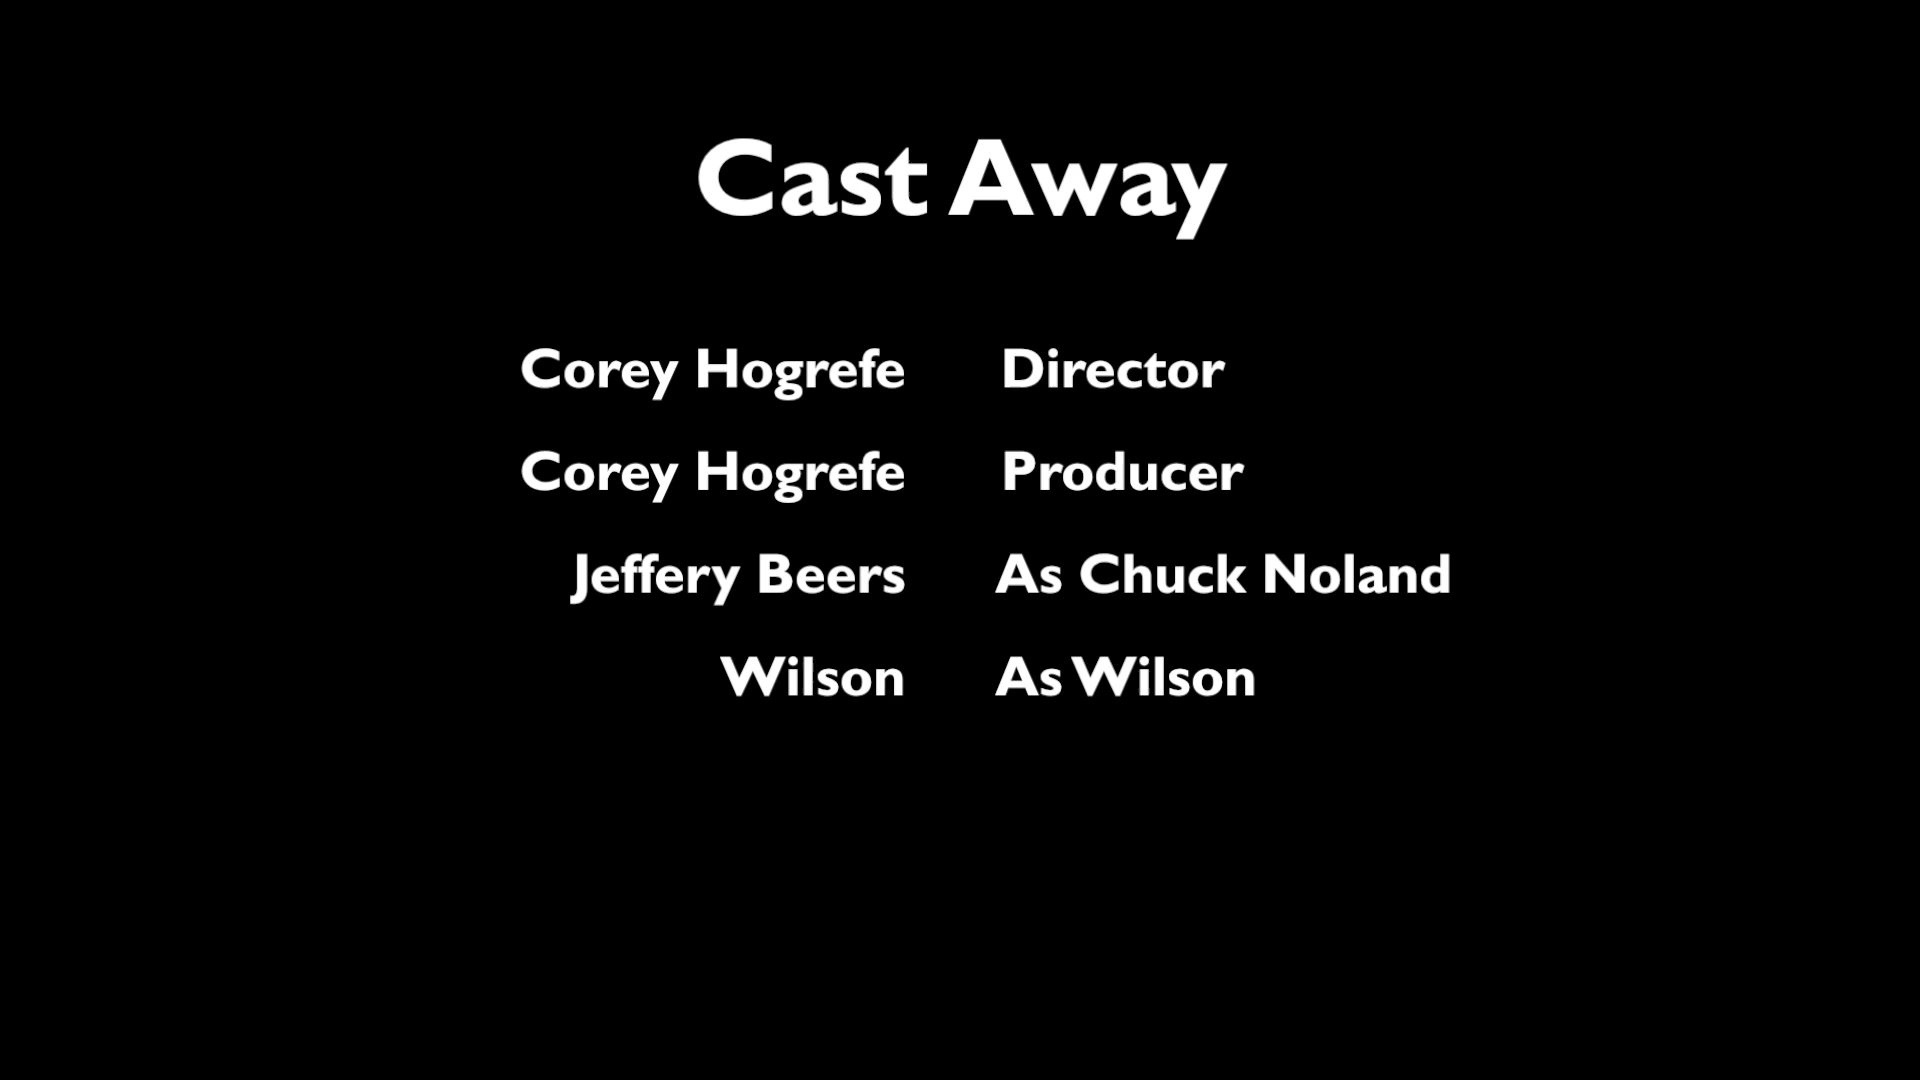 Cast Away
Corey Hogrefe Director
Corey Hogrefe Producer
Jeffery Beers As Chuck Noland
Wilson As Wilson